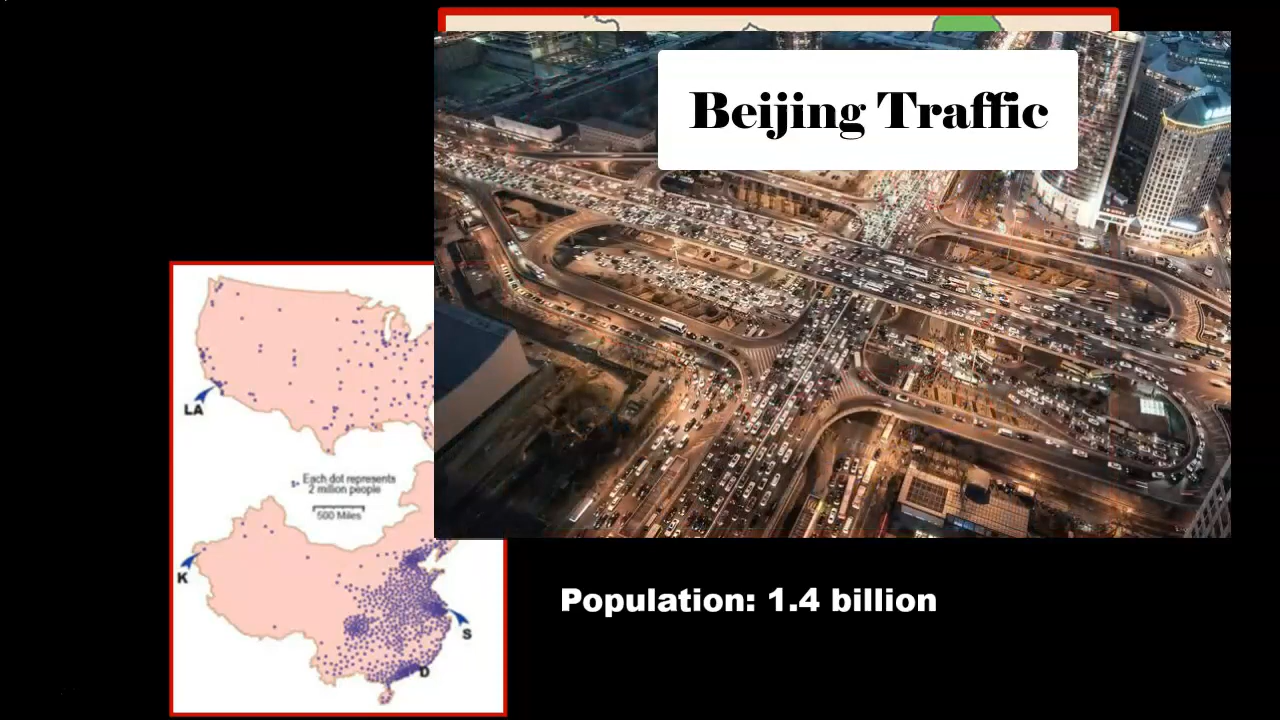 Beijing Traffic
LA
Each dot represents
2 million people
500 Miles
K
S
D
Population: 1.4 billion